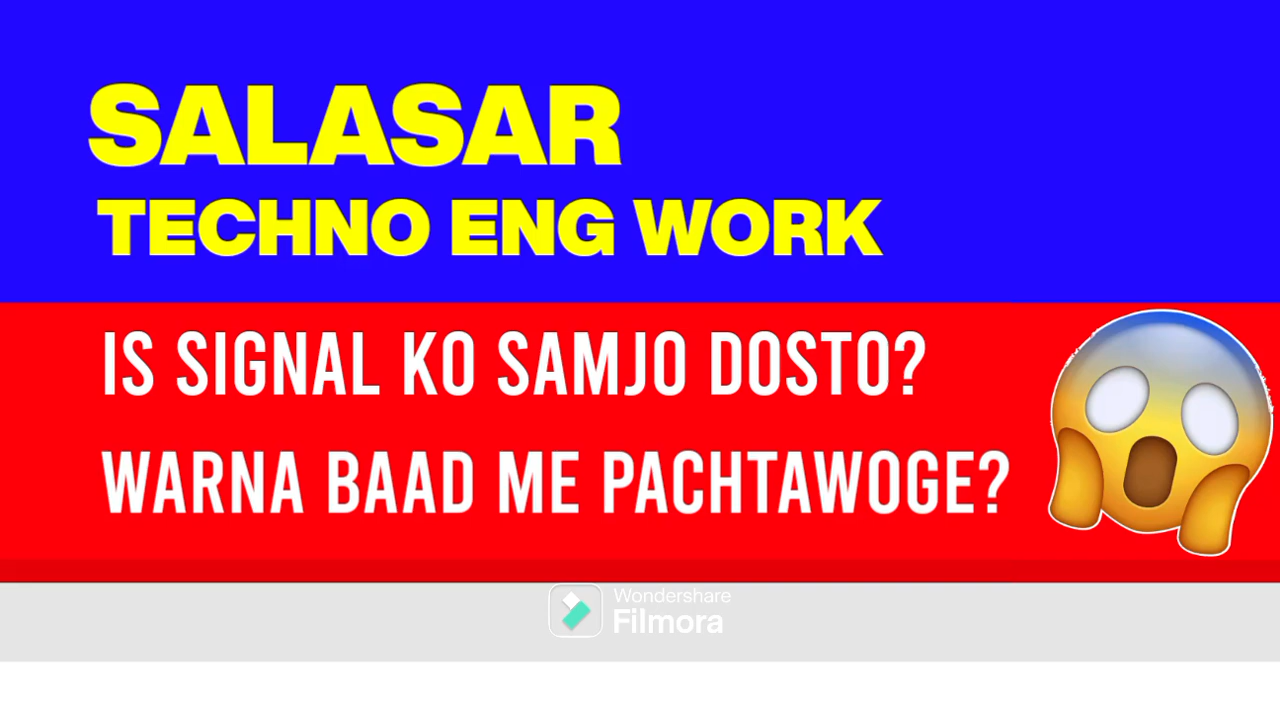 SALASAR
TECHNO ENG WORK
IS SIGNAL KO SAMJO DOSTO?
WARNA BAAD ME PACHTAWOGE?
Wondershare
Filmora